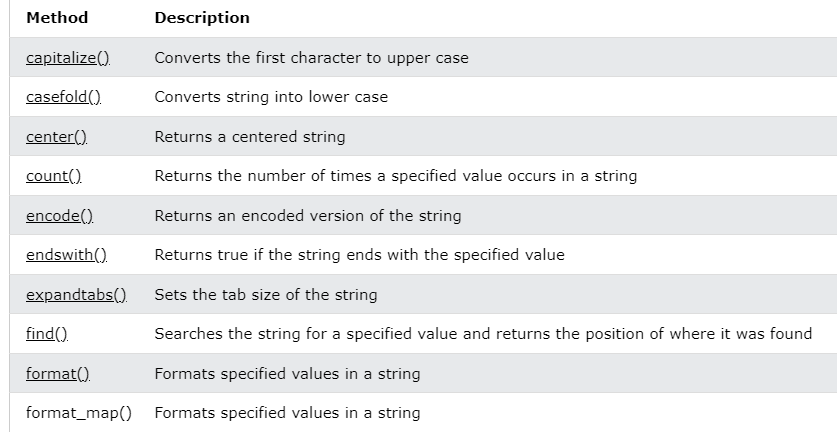 Method Description
capitalize() Converts the first character to upper case
casefold() Converts string into lower case
center() Returns a centered string
count() Returns the number of times a specified value occurs in a string
encode() Returns an encoded version of the string
endswith() Returns true if the string ends with the specified value
expandtabs() Sets the tab size of the string
find() Searches the string for a specified value and returns the position of where it was found
format() Formats specified values in a string
format_map() Formats specified values in a string